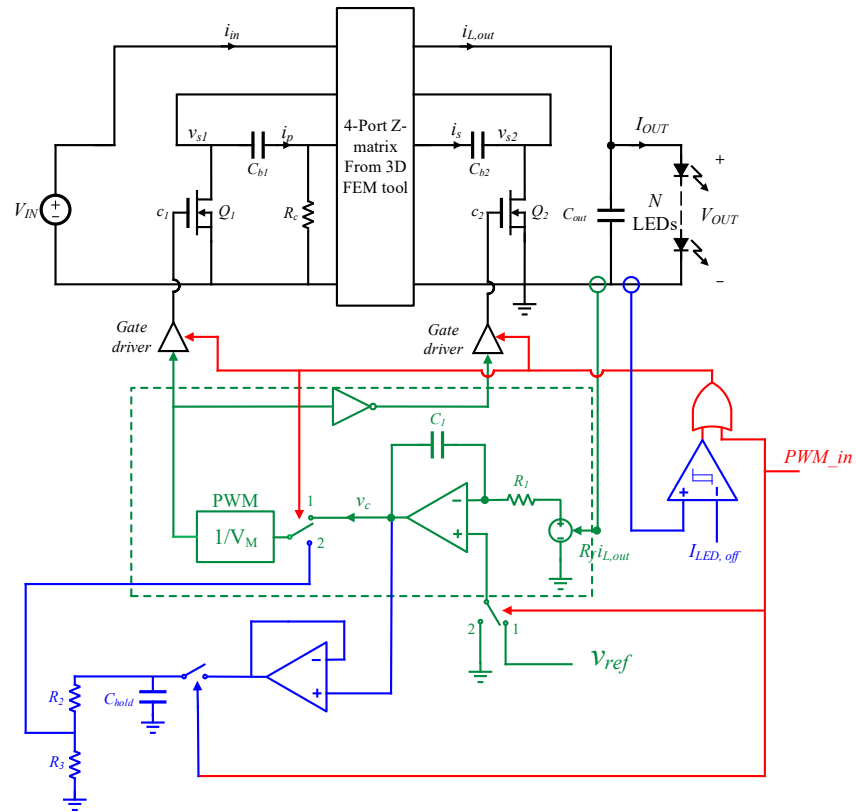 i_in
i_L,out
v_s1
i_p
C_b1
4-Port Z-
matrix
From 3D
FEM tool
i_s
v_s2
C_b2
I_OUT
+
V_IN
+
−
c_1
Q_1
R_c
c_2
Q_2
C_out
N
LEDs
V_OUT
−
Gate
driver
Gate
driver
C_1
PWM_in
PWM
1/V_M
1
2
v_c
−
+
R_1
+
−
R_f i_L,out
+
−
I_LED, off
2
1
v_ref
−
+
R_2
C_hold
R_3